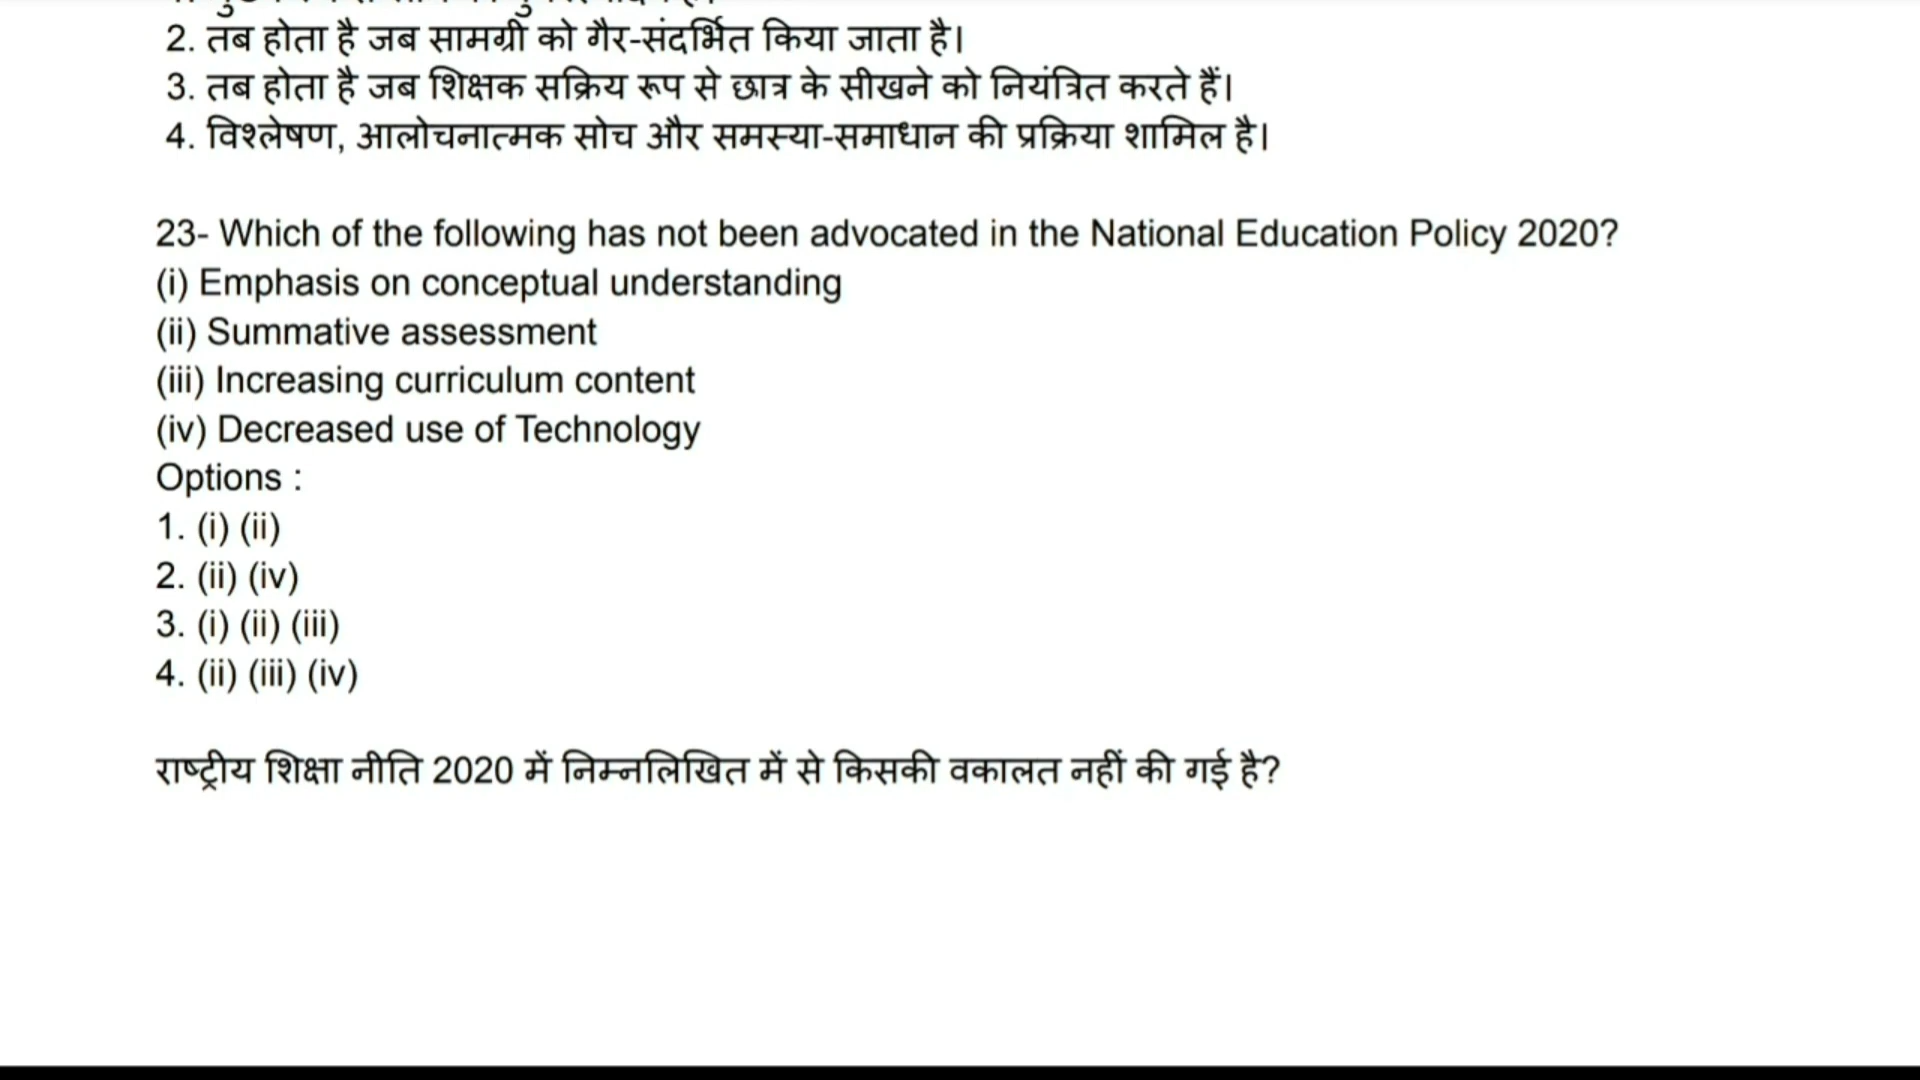 2. तब होता है जब सामग्री को गैर-संदर्भित किया जाता है।
3. तब होता है जब शिक्षक सक्रिय रूप से छात्र के सीखने को नियंत्रित करते हैं।
4. विश्लेषण, आलोचनात्मक सोच और समस्या-समाधान की प्रक्रिया शामिल है।
23- Which of the following has not been advocated in the National Education Policy 2020?
(i) Emphasis on conceptual understanding
(ii) Summative assessment
(iii) Increasing curriculum content
(iv) Decreased use of Technology
Options :
1. (i) (ii)
2. (ii) (iv)
3. (i) (ii) (iii)
4. (ii) (iii) (iv)
राष्ट्रीय शिक्षा नीति 2020 में निम्नलिखित में से किसकी वकालत नहीं की गई है?